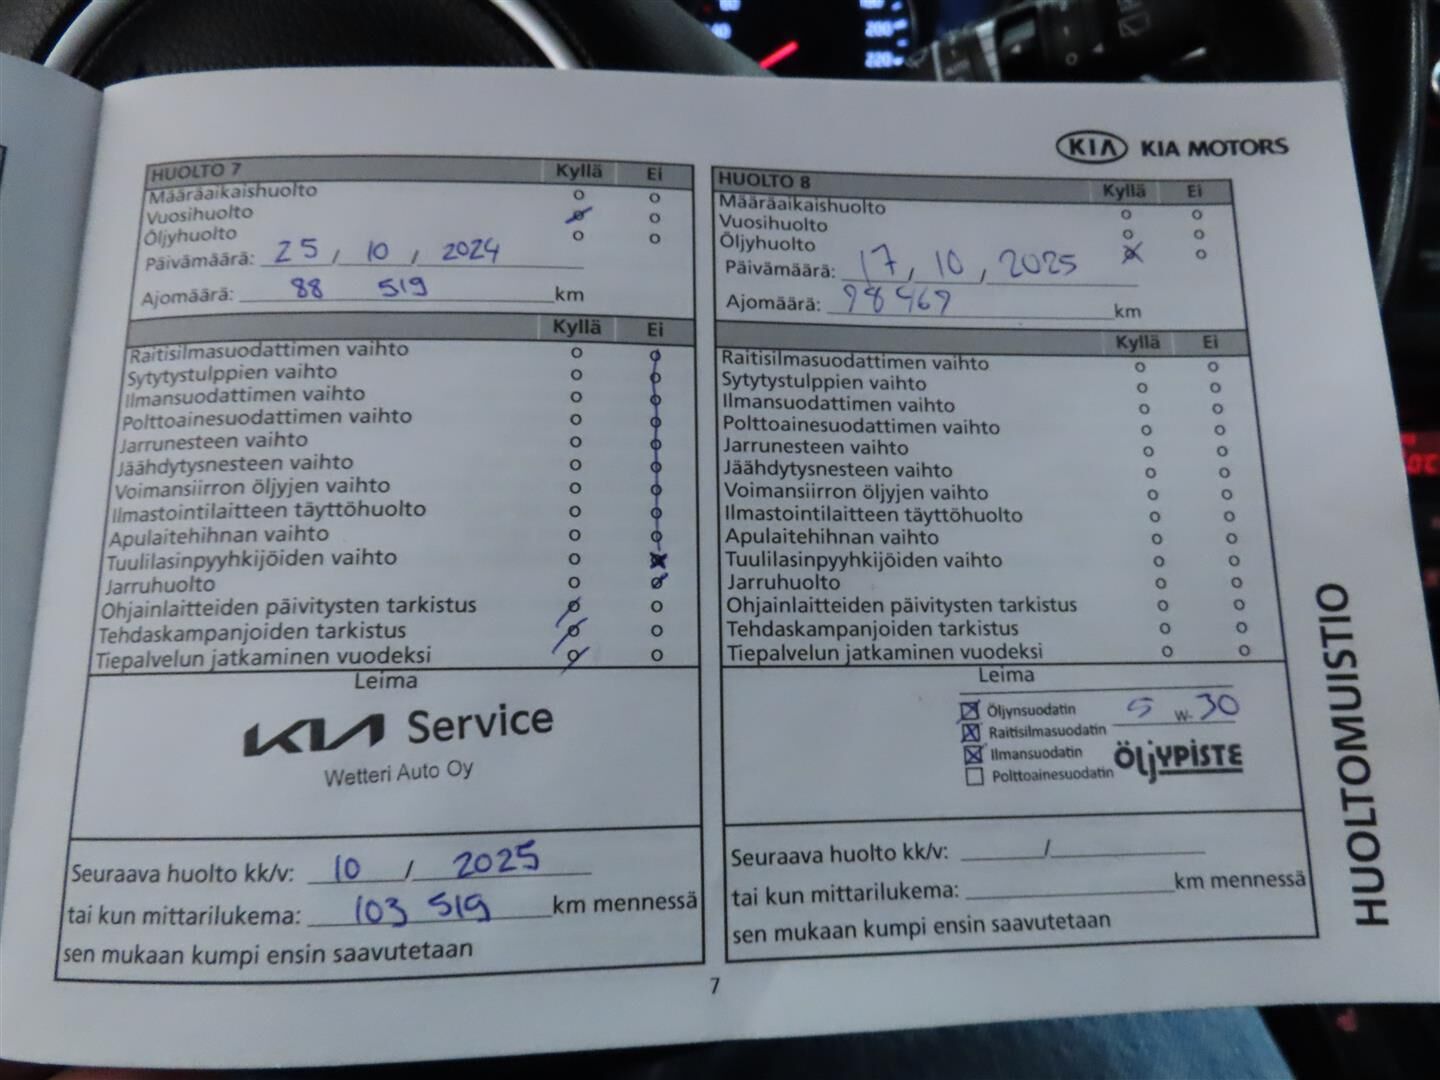 KIA KIA MOTORS
HUOLTO 7 Kyllä Ei
Määräaikaishuolto
Vuosihuolto
Öljyhuolto
Päivämäärä: 25 / 10 / 2024
Ajomäärä: 88 519 km
Kyllä Ei
Raitisilmasuodattimen vaihto
Sytytystulppien vaihto
Ilmansuodattimen vaihto
Polttoainesuodattimen vaihto
Jarrunesteen vaihto
Jäähdytysnesteen vaihto
Voimansiirron öljyjen vaihto
Ilmastointilaitteen täyttöhuolto
Apulaitehihnan vaihto
Tuulilasinpyyhkijöiden vaihto
Jarruhuolto
Ohjainlaitteiden päivitysten tarkistus
Tehdaskampanjoiden tarkistus
Tiepalvelun jatkaminen vuodeksi
Leima
KIA Service
Wetteri Auto Oy
Seuraava huolto kk/v: 10 / 2025
tai kun mittarilukema: 103 519 km mennessä
sen mukaan kumpi ensin saavutetaan
HUOLTO 8 Kyllä Ei
Määräaikaishuolto
Vuosihuolto
Öljyhuolto
Päivämäärä: 17 / 10 / 2025
Ajomäärä: 98469 km
Kyllä Ei
Raitisilmasuodattimen vaihto
Sytytystulppien vaihto
Ilmansuodattimen vaihto
Polttoainesuodattimen vaihto
Jarrunesteen vaihto
Jäähdytysnesteen vaihto
Voimansiirron öljyjen vaihto
Ilmastointilaitteen täyttöhuolto
Apulaitehihnan vaihto
Tuulilasinpyyhkijöiden vaihto
Jarruhuolto
Ohjainlaitteiden päivitysten tarkistus
Tehdaskampanjoiden tarkistus
Tiepalvelun jatkaminen vuodeksi
Leima
Öljynsuodatin 5 W- 30
Raitisilmasuodatin
Ilmansuodatin
Polttoainesuodatin
ÖLJYPISTE
Seuraava huolto kk/v: /
tai kun mittarilukema: km mennessä
sen mukaan kumpi ensin saavutetaan
7
HUOLTOMUISTIO
200
220